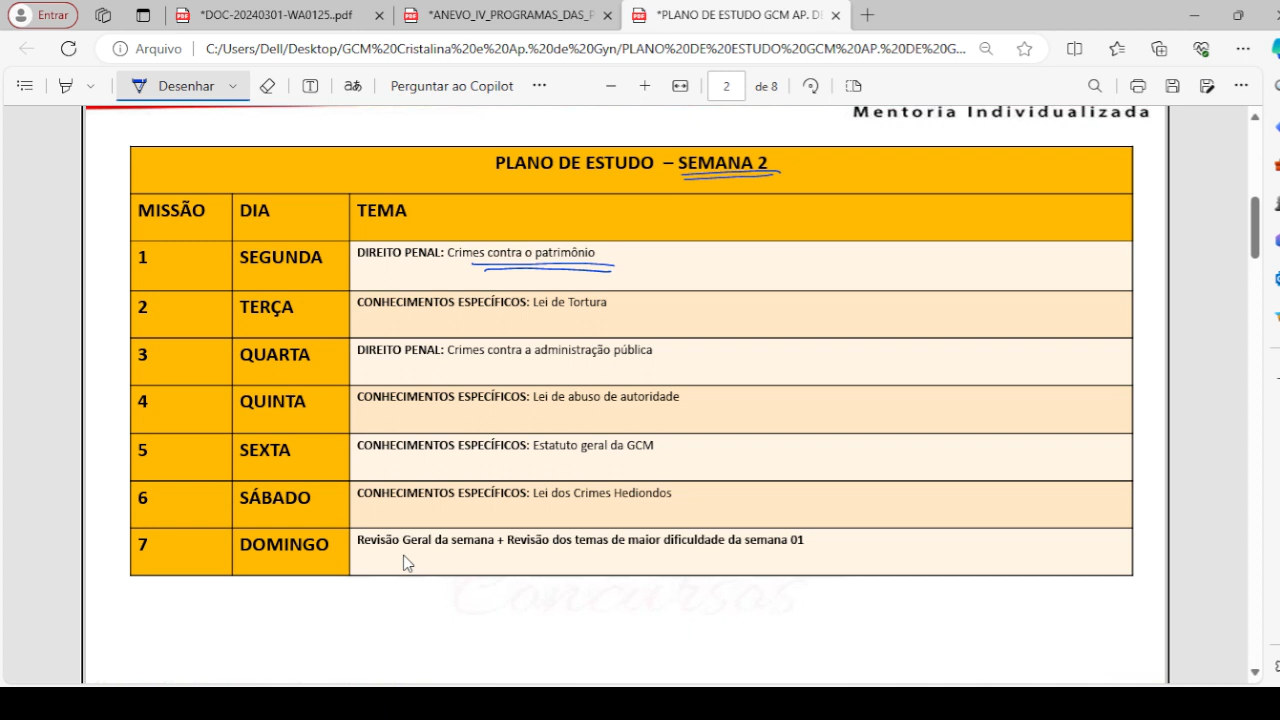 Entrar
*DOC-20240301-WA0125..pdf
*ANEVO_IV_PROGRAMAS_DAS_P
*PLANO DE ESTUDO GCM AP. DE
Arquivo
C:/Users/Dell/Desktop/GCM%20Cristalina%20e%20Ap.%20de%20Gyn/PLANO%20DE%20ESTUDO%20GCM%20AP.%20DE%20G...
Desenhar
aあ
Perguntar ao Copilot
2
de 8
Mentoria Individualizada
PLANO DE ESTUDO – SEMANA 2
MISSÃO DIA TEMA
1 SEGUNDA DIREITO PENAL: Crimes contra o patrimônio
2 TERÇA CONHECIMENTOS ESPECÍFICOS: Lei de Tortura
3 QUARTA DIREITO PENAL: Crimes contra a administração pública
4 QUINTA CONHECIMENTOS ESPECÍFICOS: Lei de abuso de autoridade
5 SEXTA CONHECIMENTOS ESPECÍFICOS: Estatuto geral da GCM
6 SÁBADO CONHECIMENTOS ESPECÍFICOS: Lei dos Crimes Hediondos
7 DOMINGO Revisão Geral da semana + Revisão dos temas de maior dificuldade da semana 01
Concursos